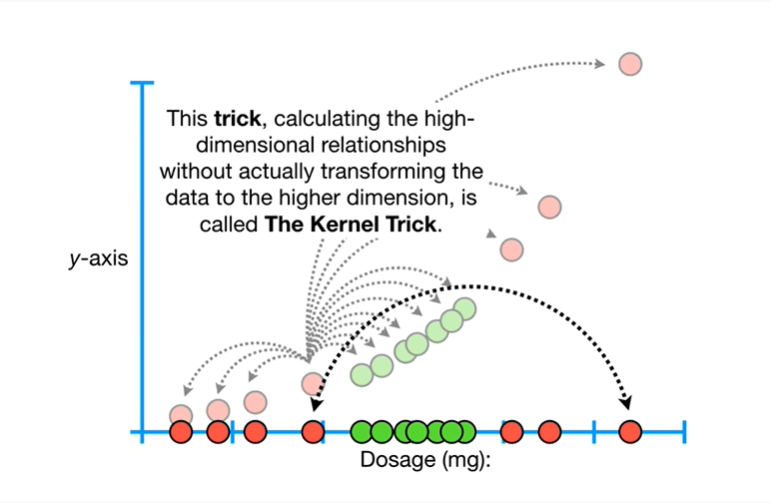 This trick, calculating the high-
dimensional relationships
without actually transforming the
data to the higher dimension, is
called The Kernel Trick.
y-axis
Dosage (mg):